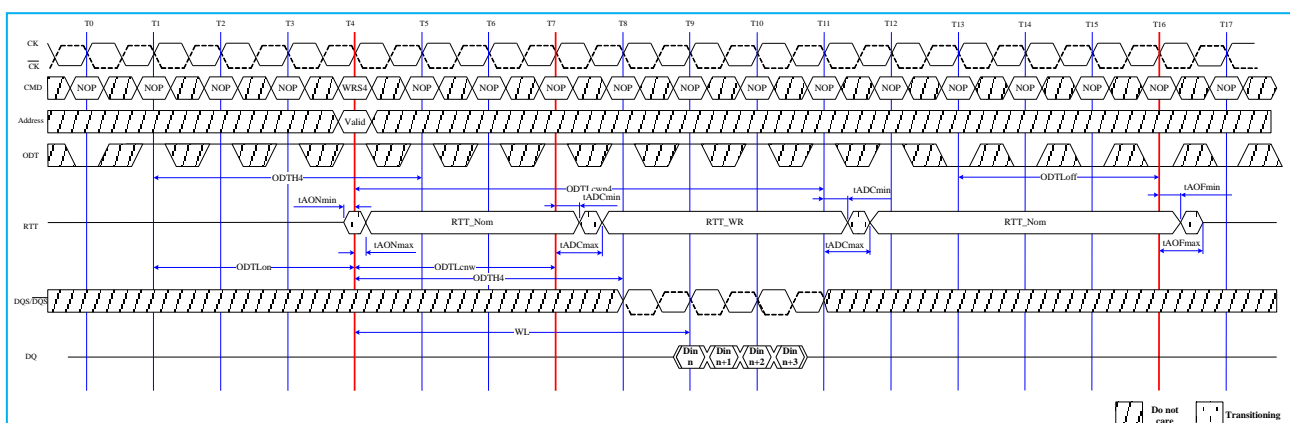 T0 T1 T2 T3 T4 T5 T6 T7 T8 T9 T10 T11 T12 T13 T14 T15 T16 T17
CK
CK
CMD NOP NOP NOP NOP WRS4 NOP NOP NOP NOP NOP NOP NOP NOP NOP NOP NOP NOP NOP
Address Valid
ODT
ODTH4 ODTLoff
ODTLcwn4
tAONmin tADCmin tADCmin tAOFmin
RTT RTT_Nom RTT_WR RTT_Nom
tAONmax tADCmax tADCmax tAOFmax
ODTLon ODTLcnw
ODTH4
DQS/DQS
WL
DQ Din n Din n+1 Din n+2 Din n+3
Do not care Transitioning